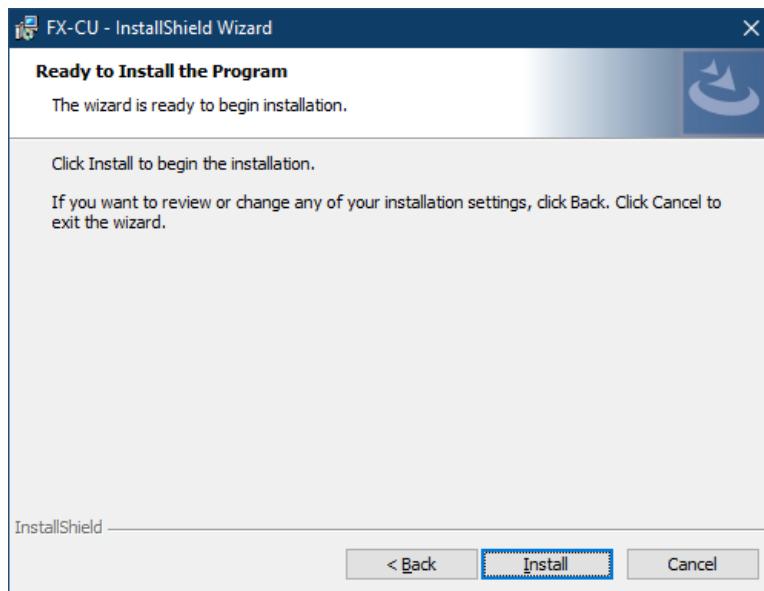 FX-CU - InstallShield Wizard
Ready to Install the Program
The wizard is ready to begin installation.
Click Install to begin the installation.
If you want to review or change any of your installation settings, click Back. Click Cancel to
exit the wizard.
InstallShield
< Back
Install
Cancel